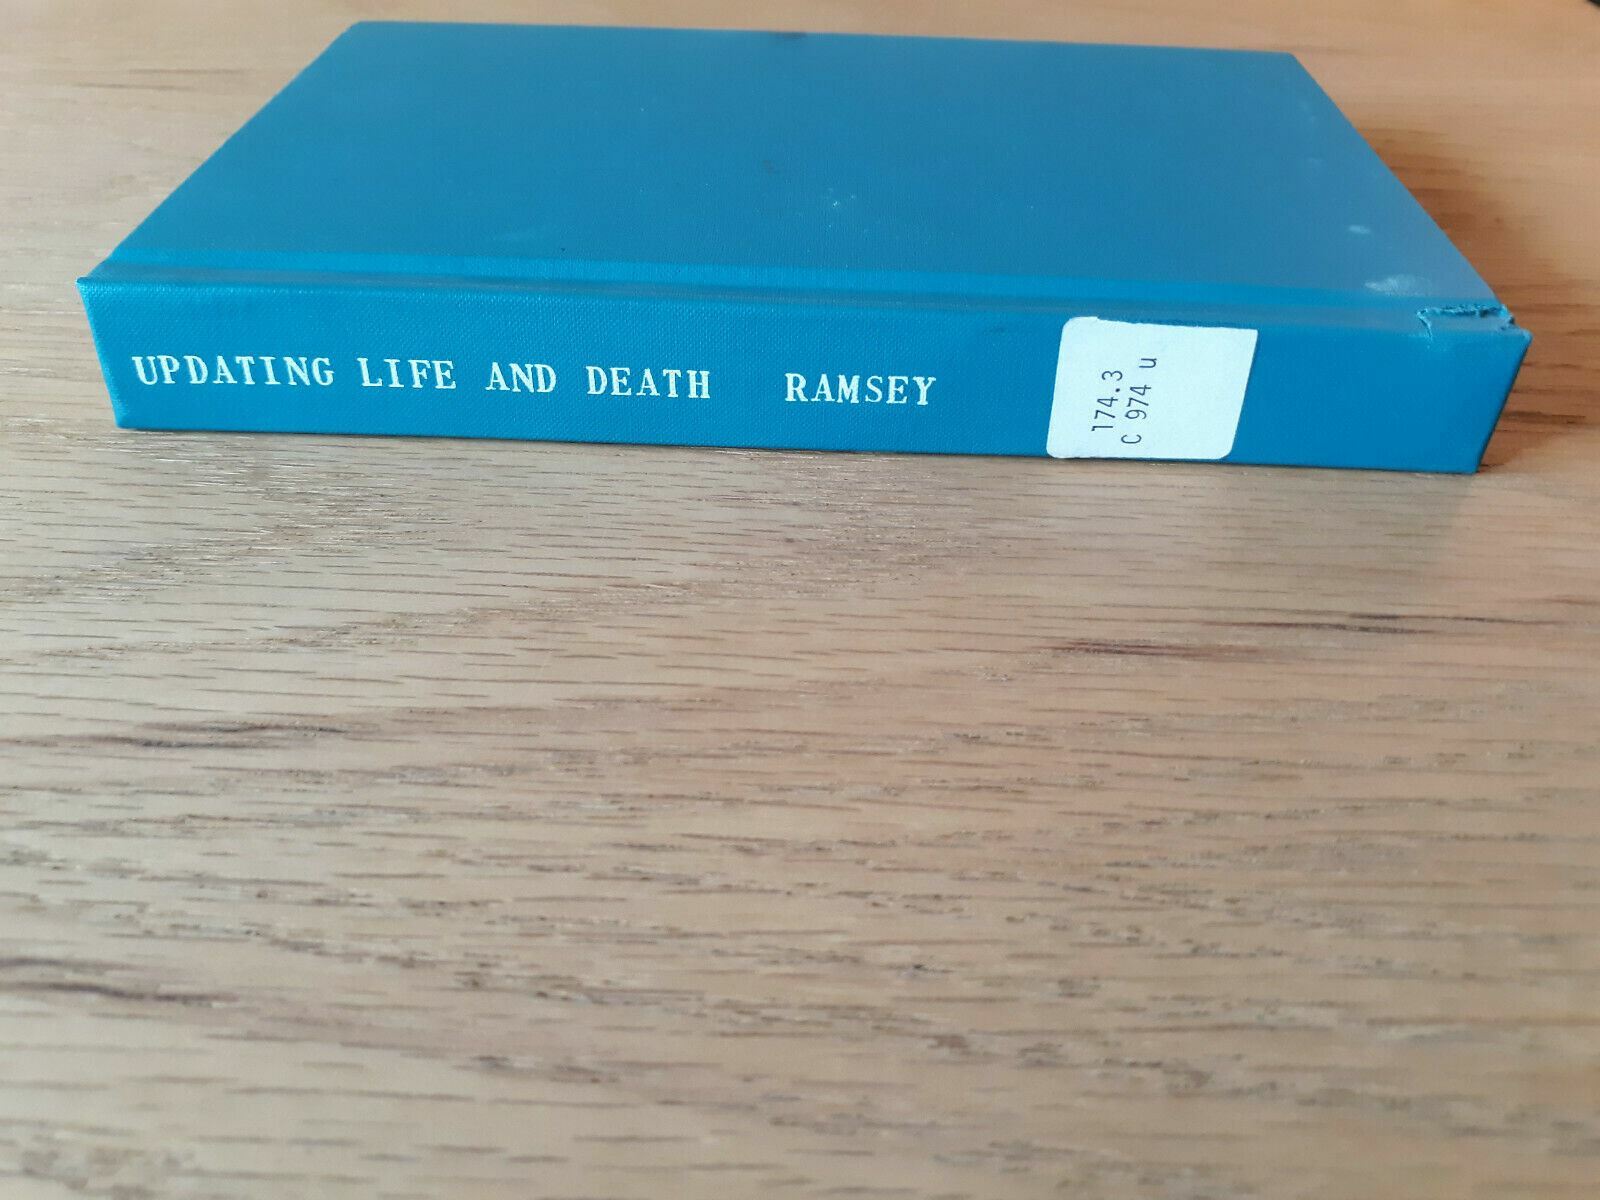 UPDATING LIFE AND DEATH RAMSEY
174.3
C 974 u